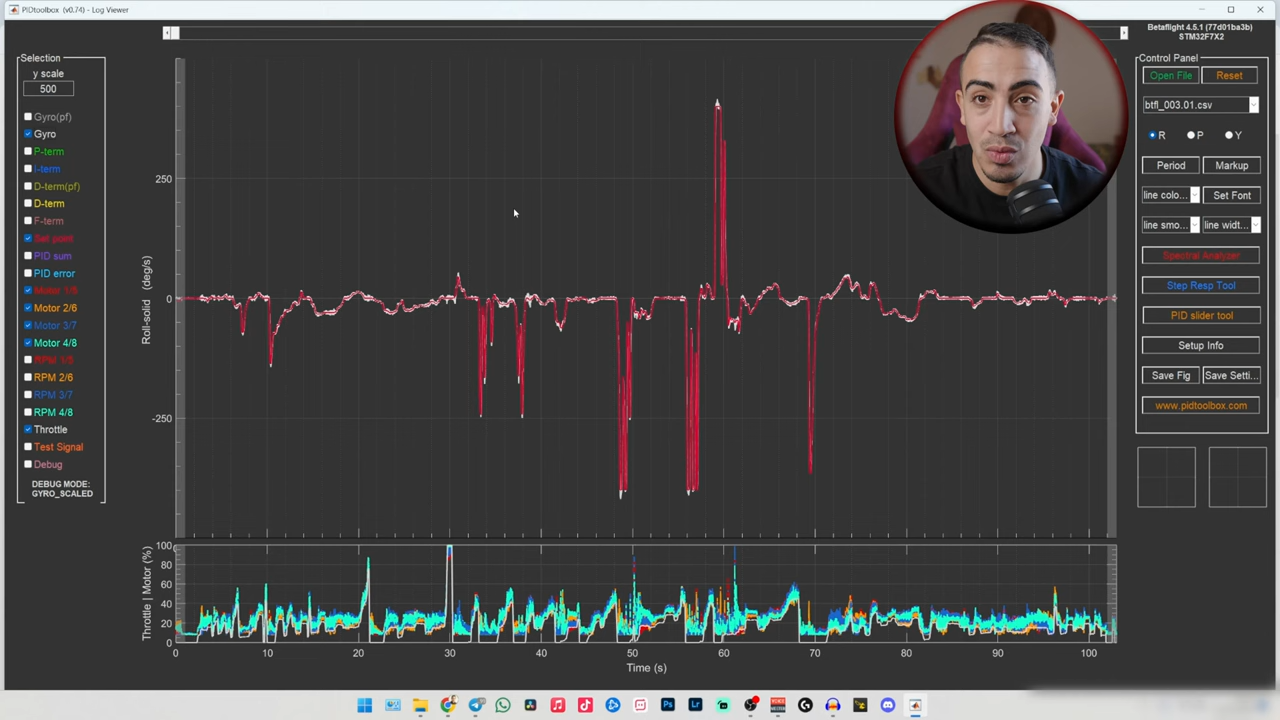 PIDtoolbox (v0.74) - Log Viewer
Betaflight 4.5.1 (77d01ba3b)
STM32F7X2
Selection
y scale
500
Gyro(pf)
Gyro
P-term
I-term
D-term(pf)
D-term
F-term
Set point
PID sum
PID error
Motor 1/5
Motor 2/6
Motor 3/7
Motor 4/8
RPM 1/5
RPM 2/6
RPM 3/7
RPM 4/8
Throttle
Test Signal
Debug
DEBUG MODE:
GYRO_SCALED
Roll-solid (deg/s)
250
0
-250
Throttle | Motor (%)
100
80
60
40
20
0
0 10 20 30 40 50 60 70 80 90 100
Time (s)
Control Panel
Open File Reset
btfl_003.01.csv
R P Y
Period Markup
line colo... Set Font
line smo... line widt...
Spectral Analyzer
Step Resp Tool
PID slider tool
Setup Info
Save Fig Save Setti...
www.pidtoolbox.com
Ps Lr